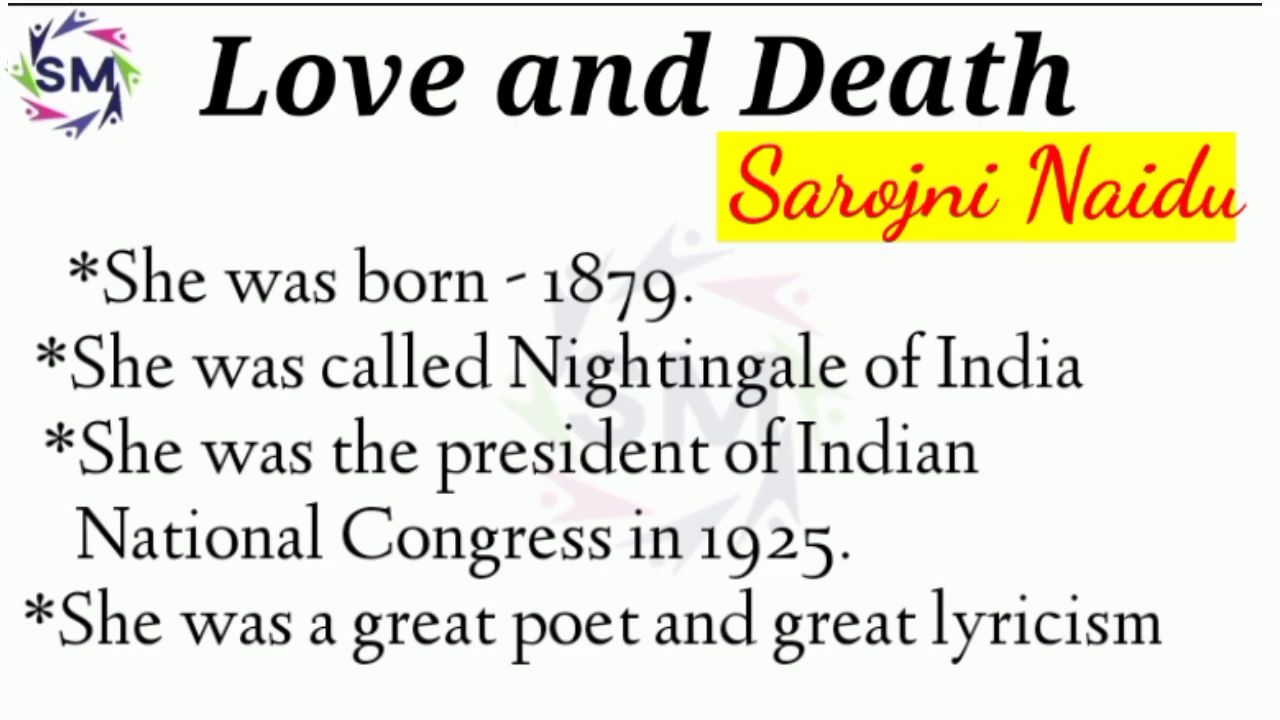 SM
Love and Death
Sarojni Naidu
*She was born - 1879.
*She was called Nightingale of India
*She was the president of Indian
National Congress in 1925.
*She was a great poet and great lyricism
SM